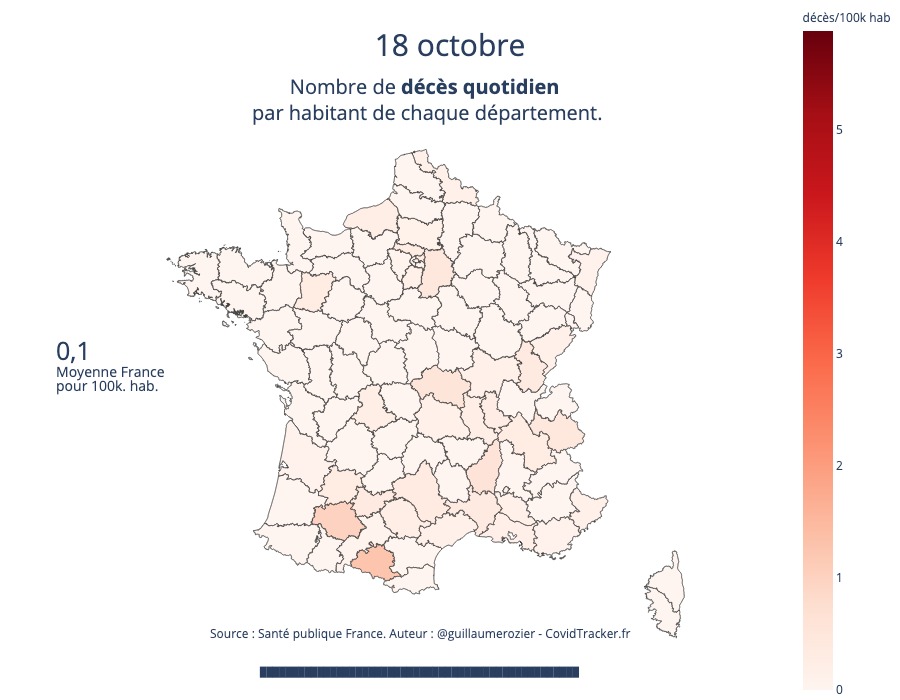 décès/100k hab
18 octobre
Nombre de décès quotidien
par habitant de chaque département.
5
4
3
2
1
0
0,1
Moyenne France
pour 100k. hab.
Source : Santé publique France. Auteur : @guillaumerozier - CovidTracker.fr